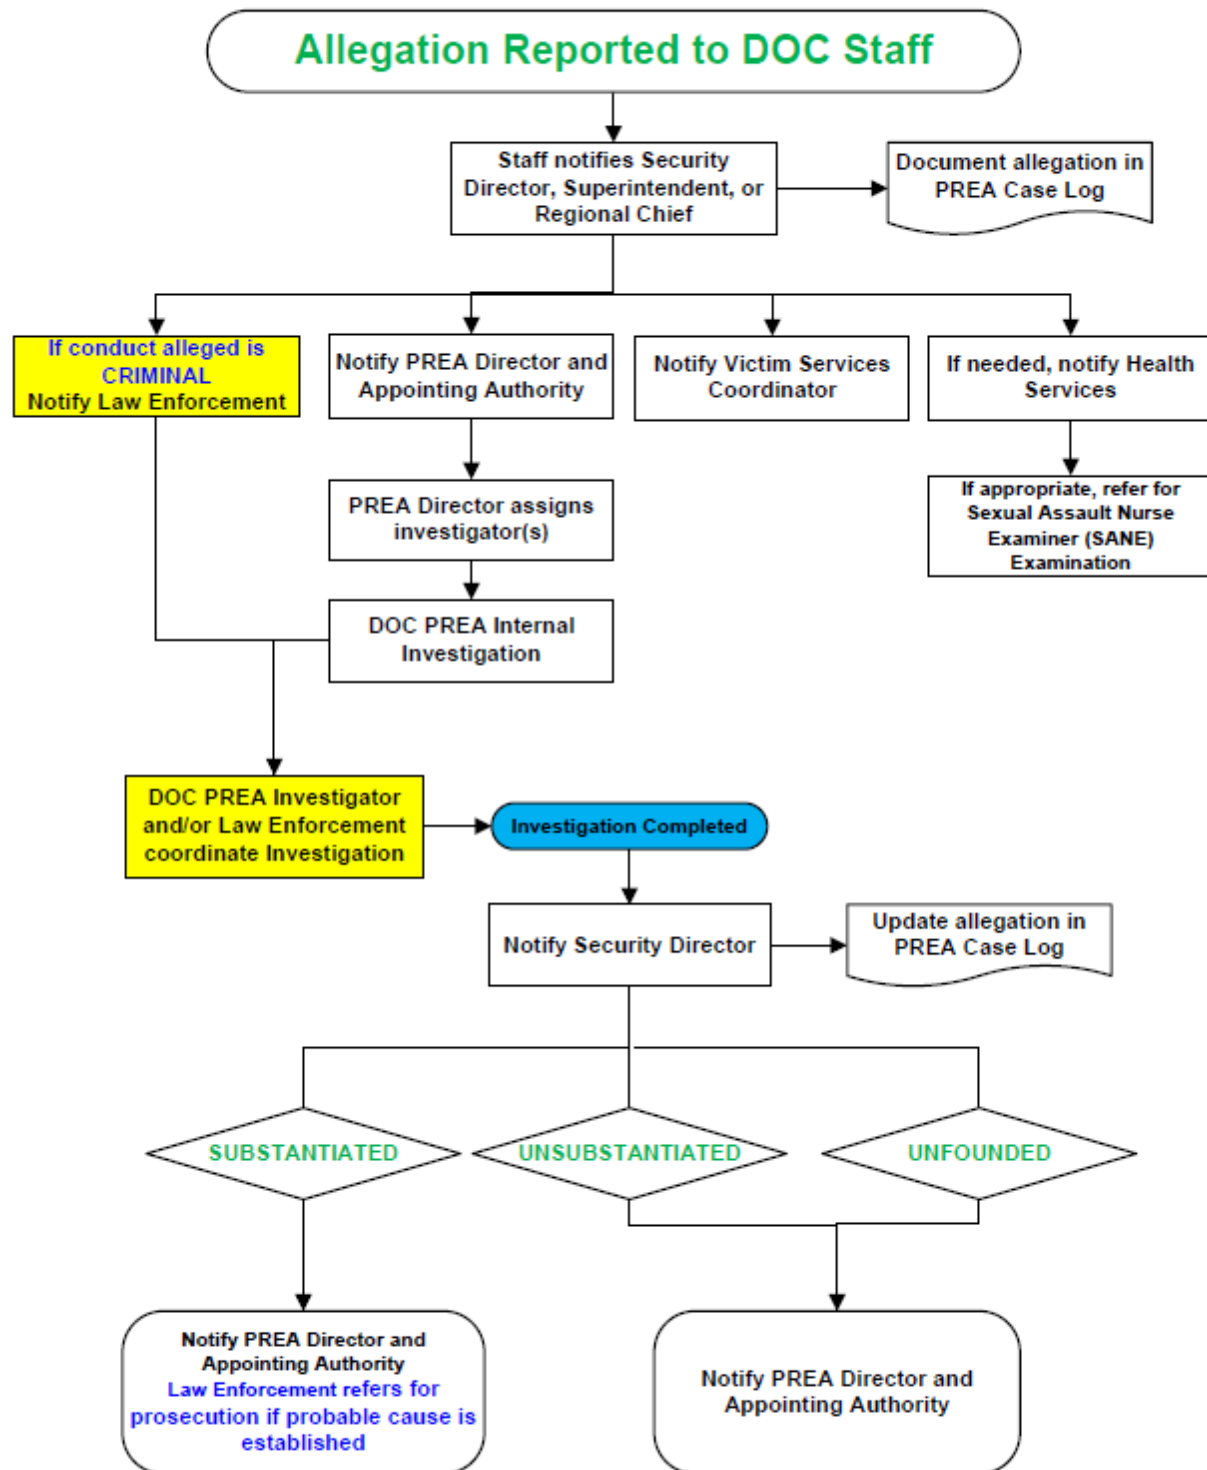 Allegation Reported to DOC Staff
Staff notifies Security
Director, Superintendent, or
Regional Chief
Document allegation in
PREA Case Log
If conduct alleged is
CRIMINAL
Notify Law Enforcement
Notify PREA Director and
Appointing Authority
Notify Victim Services
Coordinator
If needed, notify Health
Services
PREA Director assigns
investigator(s)
If appropriate, refer for
Sexual Assault Nurse
Examiner (SANE)
Examination
DOC PREA Internal
Investigation
DOC PREA Investigator
and/or Law Enforcement
coordinate Investigation
Investigation Completed
Notify Security Director
Update allegation in
PREA Case Log
SUBSTANTIATED
UNSUBSTANTIATED
UNFOUNDED
Notify PREA Director and
Appointing Authority
Law Enforcement refers for
prosecution if probable cause is
established
Notify PREA Director and
Appointing Authority